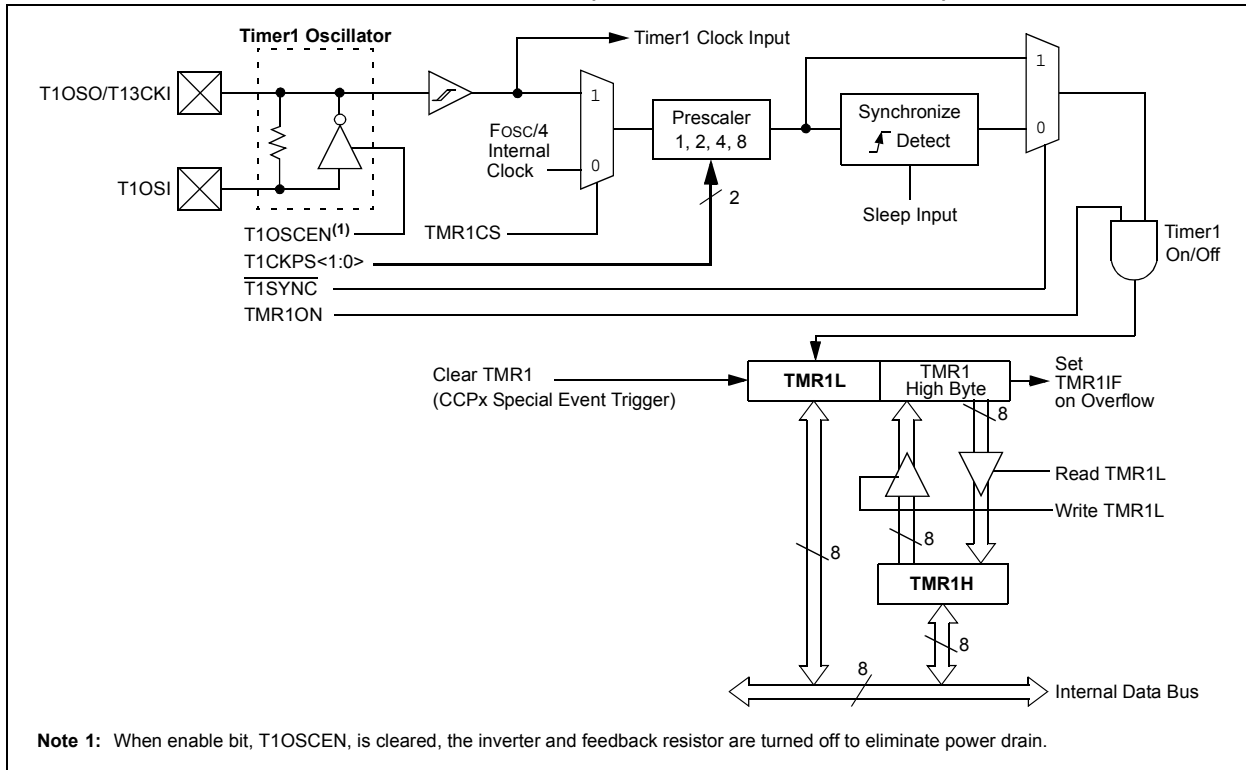 Timer1 Oscillator
Timer1 Clock Input
T1OSO/T13CKI
1
FOSC/4
Internal
Clock
0
Prescaler
1, 2, 4, 8
Synchronize
Detect
1
0
T1OSI
2
Sleep Input
T1OSCEN(1)
TMR1CS
Timer1
On/Off
T1CKPS<1:0>
T1SYNC
TMR1ON
Clear TMR1
(CCPx Special Event Trigger)
TMR1L
TMR1
High Byte
Set
TMR1IF
on Overflow
8
Read TMR1L
Write TMR1L
8
8
TMR1H
8
8
Internal Data Bus
Note 1: When enable bit, T1OSCEN, is cleared, the inverter and feedback resistor are turned off to eliminate power drain.